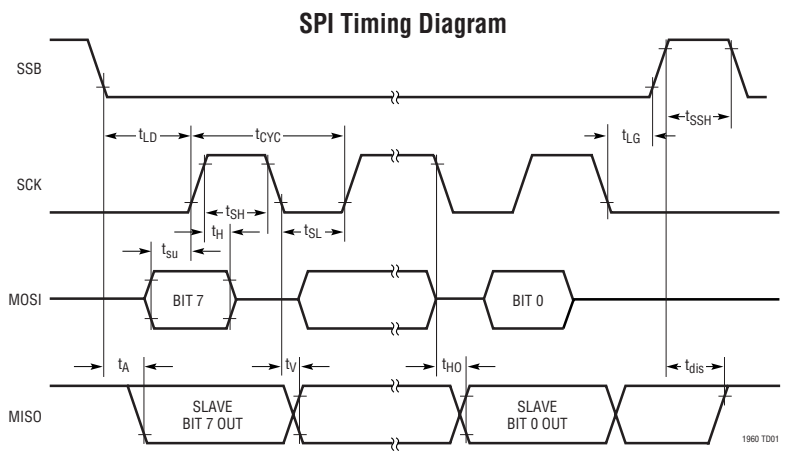 SPI Timing Diagram
SSB
tLD
tCYC
tLG
tSSH
SCK
tSH
tH
tSL
tsu
MOSI
BIT 7
BIT 0
tA
tV
tHO
tdis
MISO
SLAVE
BIT 7 OUT
SLAVE
BIT 0 OUT
1960 TD01